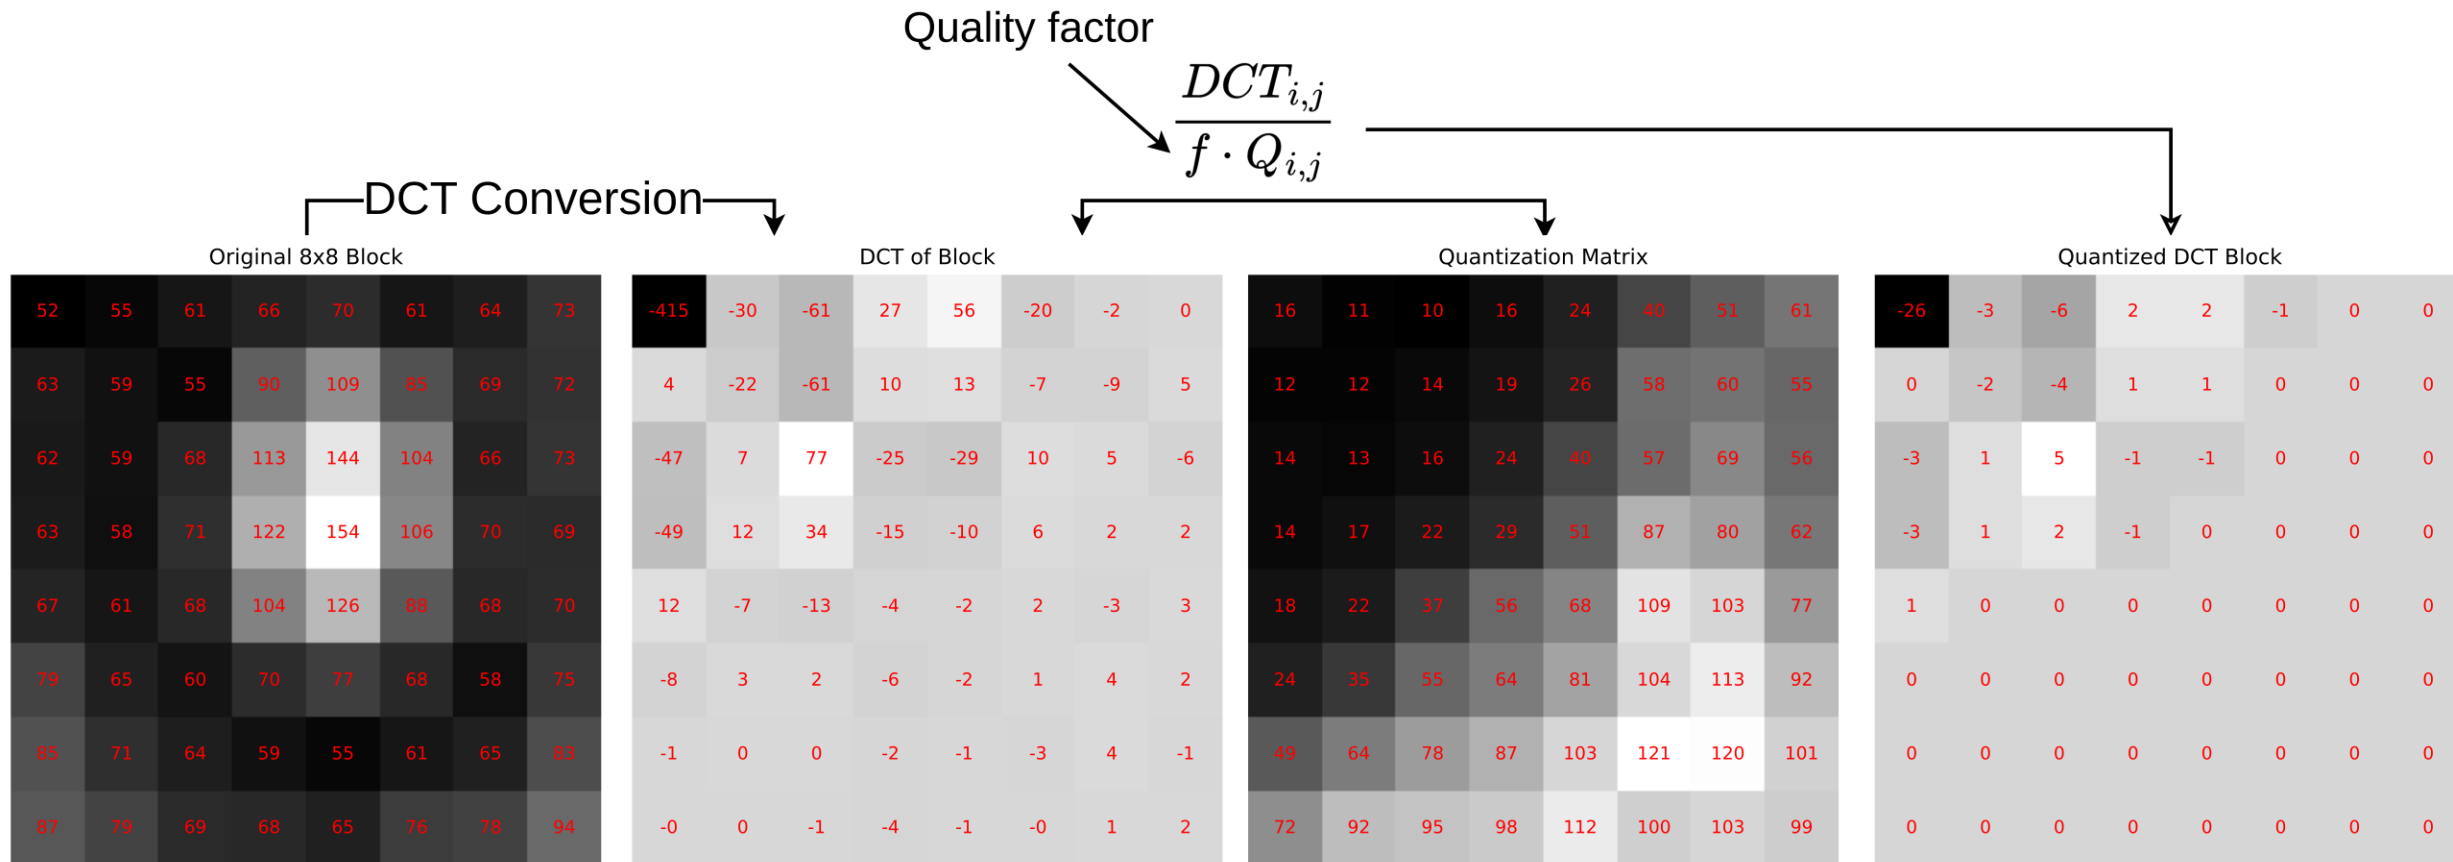 Quality factor
DCT_{i,j}
f · Q_{i,j}
DCT Conversion
Original 8x8 Block
52 55 61 66 70 61 64 73
63 59 55 90 109 85 69 72
62 59 68 113 144 104 66 73
63 58 71 122 154 106 70 69
67 61 68 104 126 88 68 70
79 65 60 70 77 68 58 75
85 71 64 59 55 61 65 83
87 79 69 68 65 76 78 94
DCT of Block
-415 -30 -61 27 56 -20 -2 0
4 -22 -61 10 13 -7 -9 5
-47 7 77 -25 -29 10 5 -6
-49 12 34 -15 -10 6 2 2
12 -7 -13 -4 -2 2 -3 3
-8 3 2 -6 -2 1 4 2
-1 0 0 -2 -1 -3 4 -1
-0 0 -1 -4 -1 -0 1 2
Quantization Matrix
16 11 10 16 24 40 51 61
12 12 14 19 26 58 60 55
14 13 16 24 40 57 69 56
14 17 22 29 51 87 80 62
18 22 37 56 68 109 103 77
24 35 55 64 81 104 113 92
49 64 78 87 103 121 120 101
72 92 95 98 112 100 103 99
Quantized DCT Block
-26 -3 -6 2 2 -1 0 0
0 -2 -4 1 1 0 0 0
-3 1 5 -1 -1 0 0 0
-3 1 2 -1 0 0 0 0
1 0 0 0 0 0 0 0
0 0 0 0 0 0 0 0
0 0 0 0 0 0 0 0
0 0 0 0 0 0 0 0